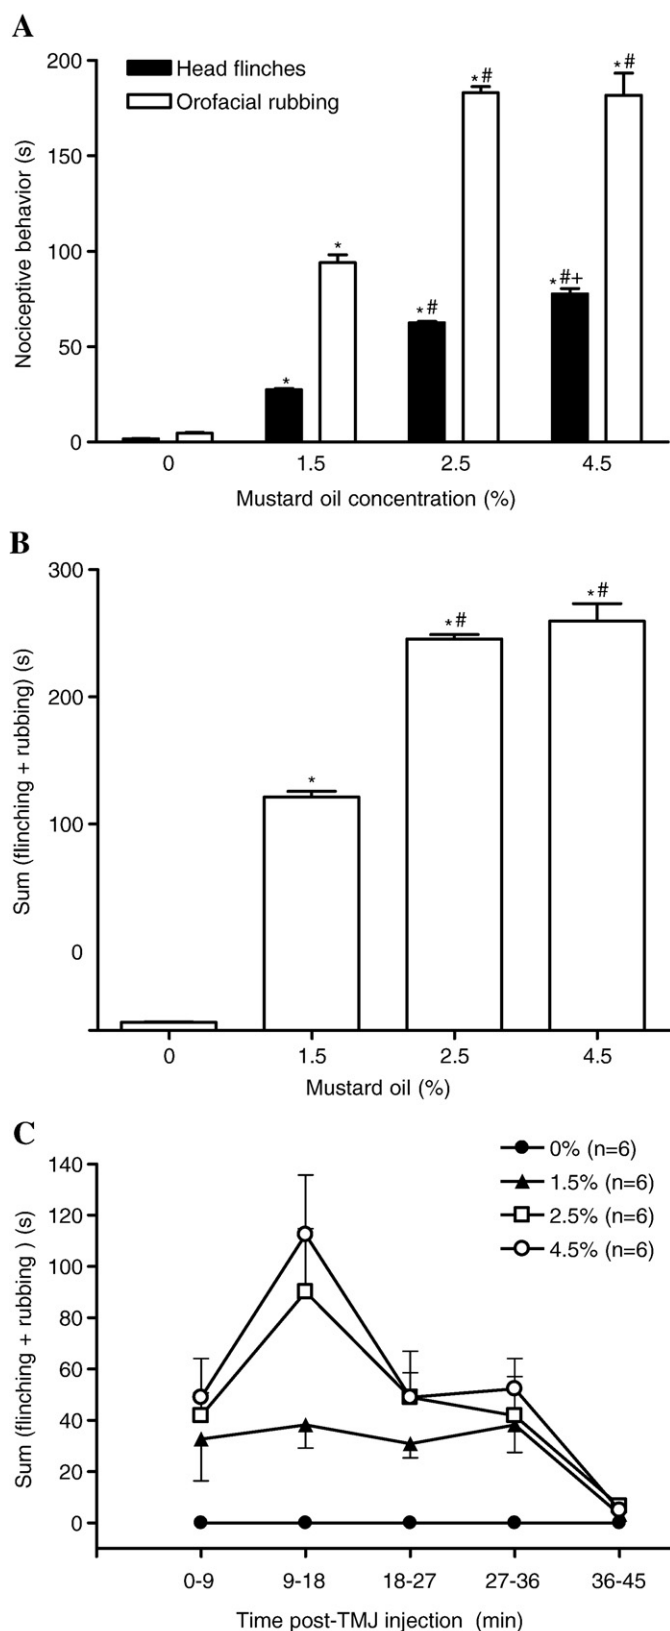 A
Head flinches
Orofacial rubbing
Nociceptive behavior (s)
200
150
100
50
0
* *
*# *#
*#+ *#
0 1.5 2.5 4.5
Mustard oil concentration (%)
B
Sum (flinching + rubbing) (s)
300
200
100
0
*
*#
*#
0 1.5 2.5 4.5
Mustard oil (%)
C
0% (n=6)
1.5% (n=6)
2.5% (n=6)
4.5% (n=6)
Sum (flinching + rubbing ) (s)
140
120
100
80
60
40
20
0
0-9 9-18 18-27 27-36 36-45
Time post-TMJ injection (min)